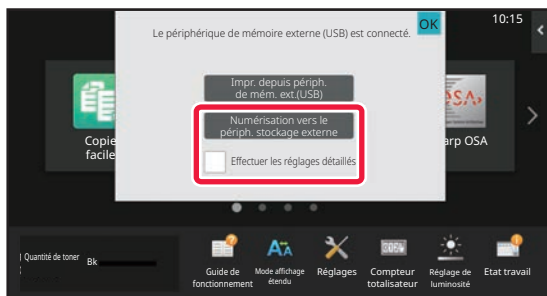 10:15
Le périphérique de mémoire externe (USB) est connecté.
OK
Impr. depuis périph.
de mém. ext.(USB)
Numérisation vers le
périph. stockage externe
Effectuer les réglages détaillés
Copie
facile
OSA
arp OSA
Quantité de toner
Bk
Guide de
fonctionnement
Mode affichage
étendu
Réglages
Compteur
totalisateur
Réglage de
luminosité
Etat travail